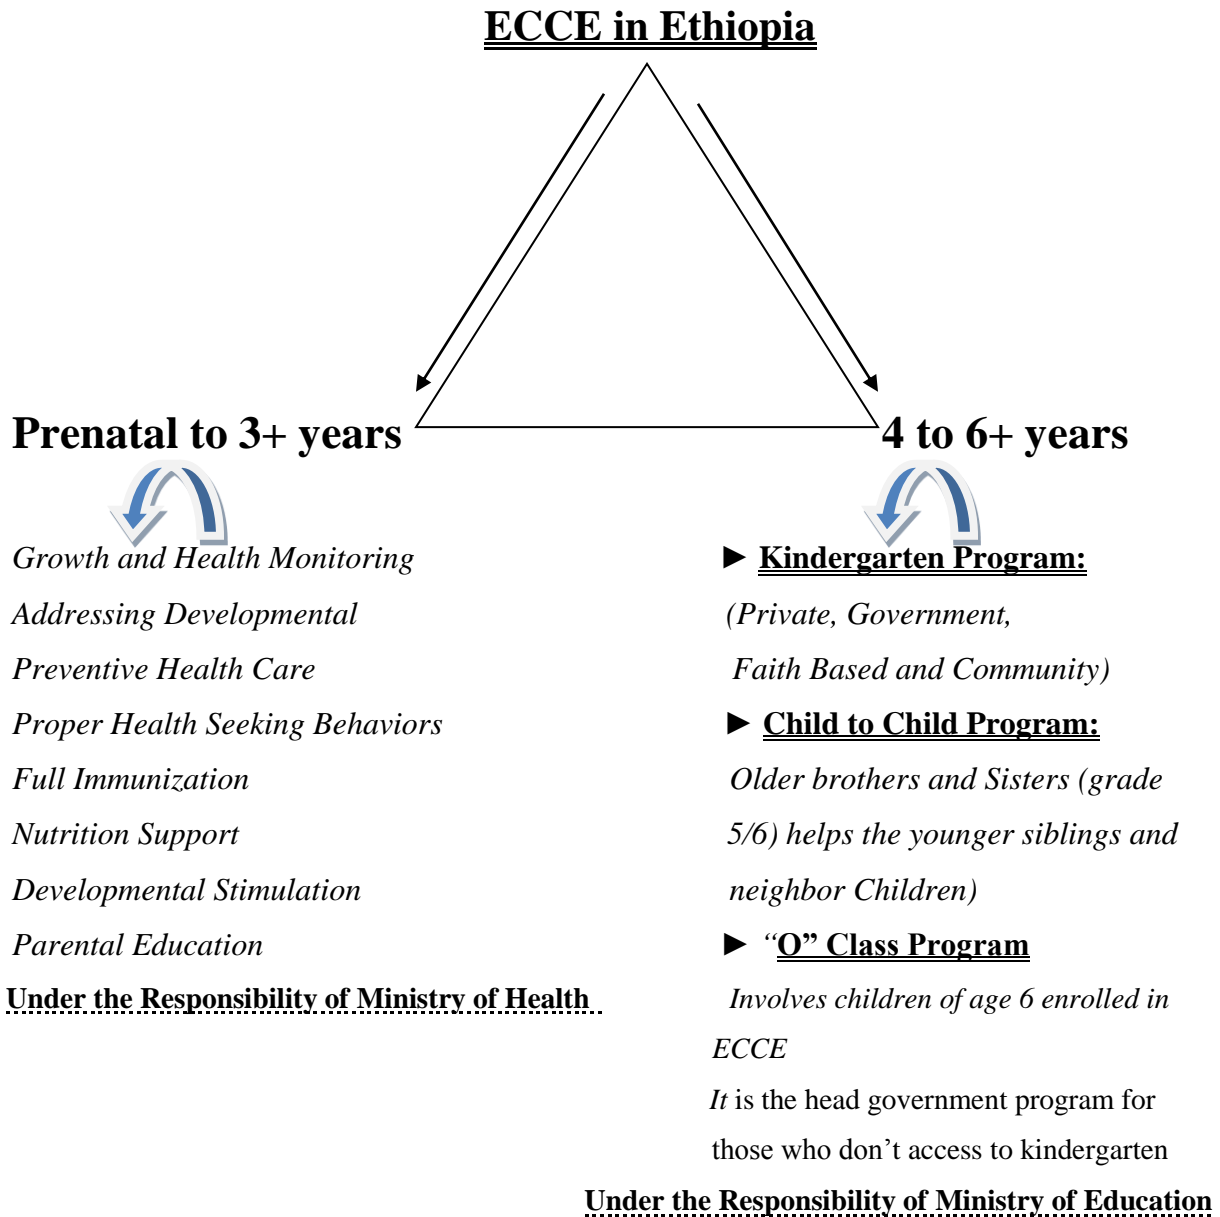 ECCE in Ethiopia
Prenatal to 3+ years
Growth and Health Monitoring
Addressing Developmental
Preventive Health Care
Proper Health Seeking Behaviors
Full Immunization
Nutrition Support
Developmental Stimulation
Parental Education
Under the Responsibility of Ministry of Health
4 to 6+ years
► Kindergarten Program:
(Private, Government,
Faith Based and Community)
► Child to Child Program:
Older brothers and Sisters (grade
5/6) helps the younger siblings and
neighbor Children)
► “O” Class Program
Involves children of age 6 enrolled in
ECCE
It is the head government program for
those who don’t access to kindergarten
Under the Responsibility of Ministry of Education